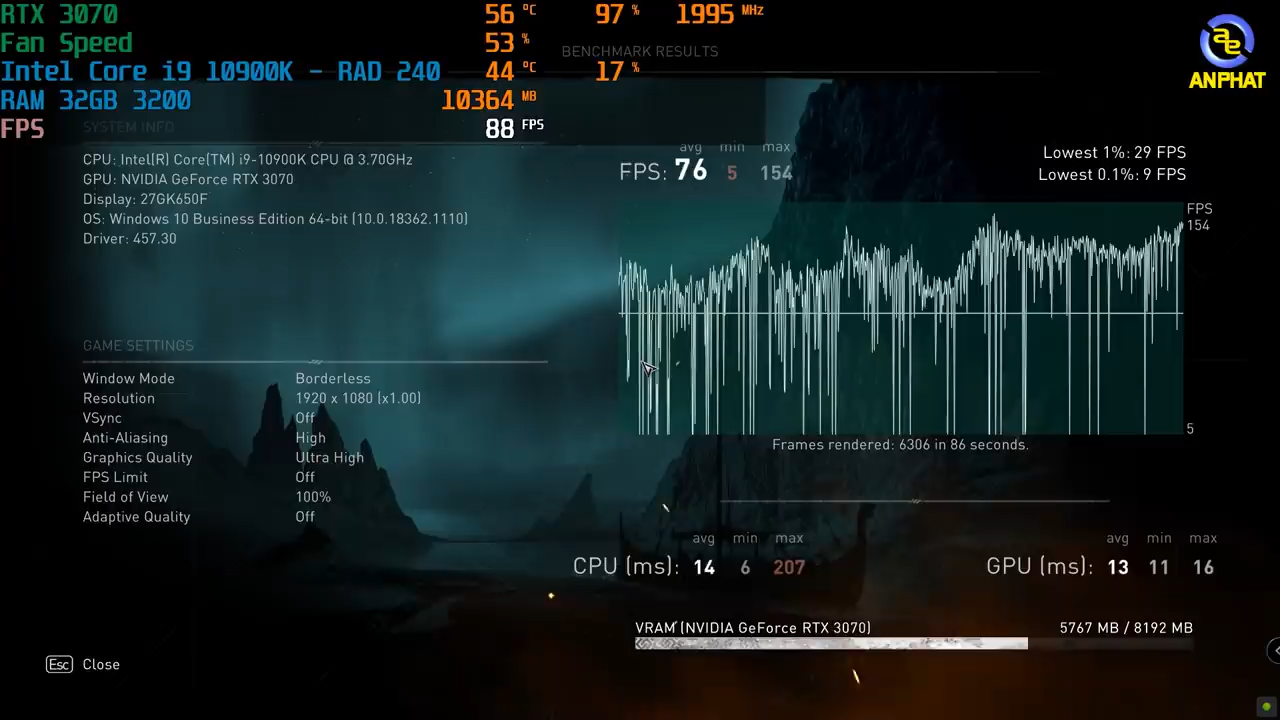 RTX 3070 56 °C 97 % 1995 MHz
Fan Speed 53 %
Intel Core i9 10900K - RAD 240 44 °C 17 %
RAM 32GB 3200 10364 MB
FPS 88 FPS
ae
ANPHAT
BENCHMARK RESULTS
SYSTEM INFO
CPU: Intel(R) Core(TM) i9-10900K CPU @ 3.70GHz
GPU: NVIDIA GeForce RTX 3070
Display: 27GK650F
OS: Windows 10 Business Edition 64-bit (10.0.18362.1110)
Driver: 457.30
GAME SETTINGS
Window Mode Borderless
Resolution 1920 x 1080 (x1.00)
VSync Off
Anti-Aliasing High
Graphics Quality Ultra High
FPS Limit Off
Field of View 100%
Adaptive Quality Off
avg min max
FPS: 76 5 154
Lowest 1%: 29 FPS
Lowest 0.1%: 9 FPS
FPS
154
5
Frames rendered: 6306 in 86 seconds.
avg min max
CPU (ms): 14 6 207
avg min max
GPU (ms): 13 11 16
VRAM (NVIDIA GeForce RTX 3070) 5767 MB / 8192 MB
Esc Close